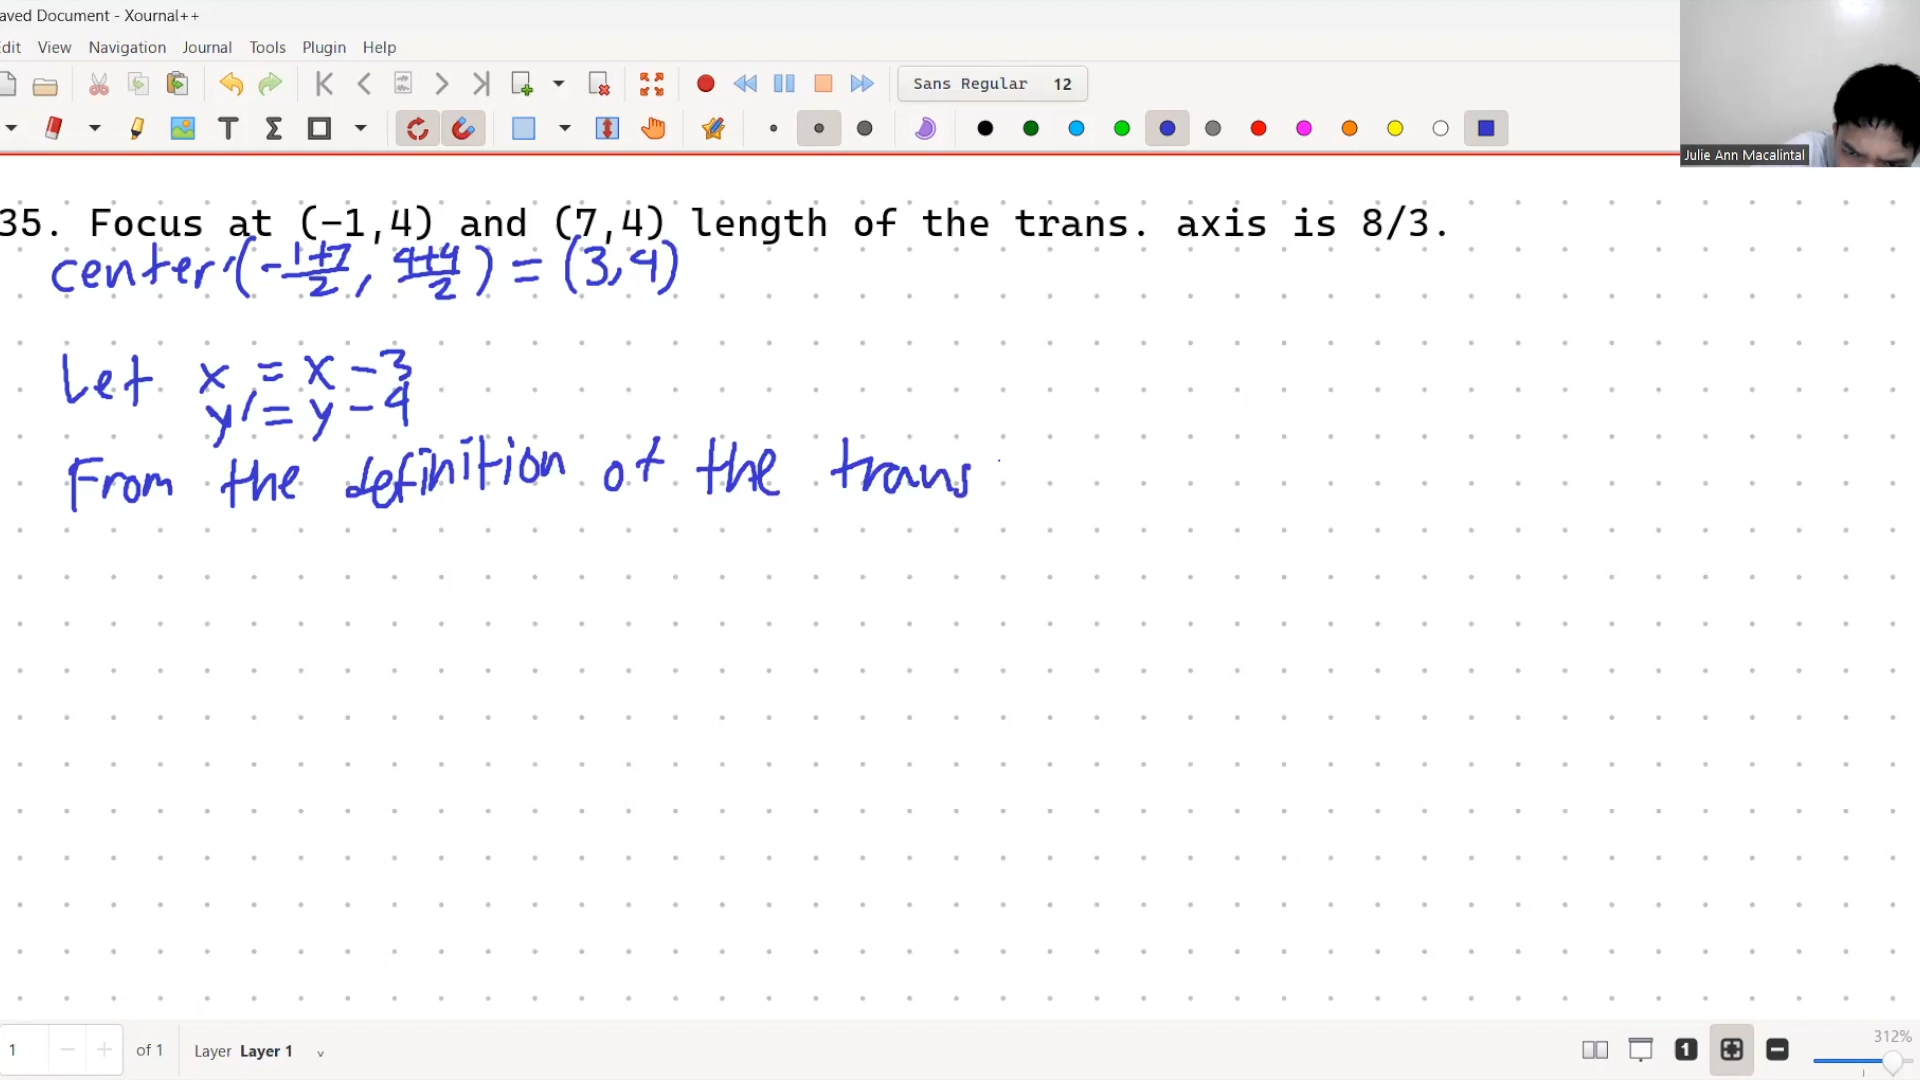 aved Document - Xournal++
dit View Navigation Journal Tools Plugin Help
Sans Regular 12
Julie Ann Macalintal
35. Focus at (-1,4) and (7,4) length of the trans. axis is 8/3.
center: (-1+7/2, 4+4/2) = (3,4)
Let x = x - 3
y' = y - 4
From the definition of the trans
1 of 1 Layer Layer 1
312%